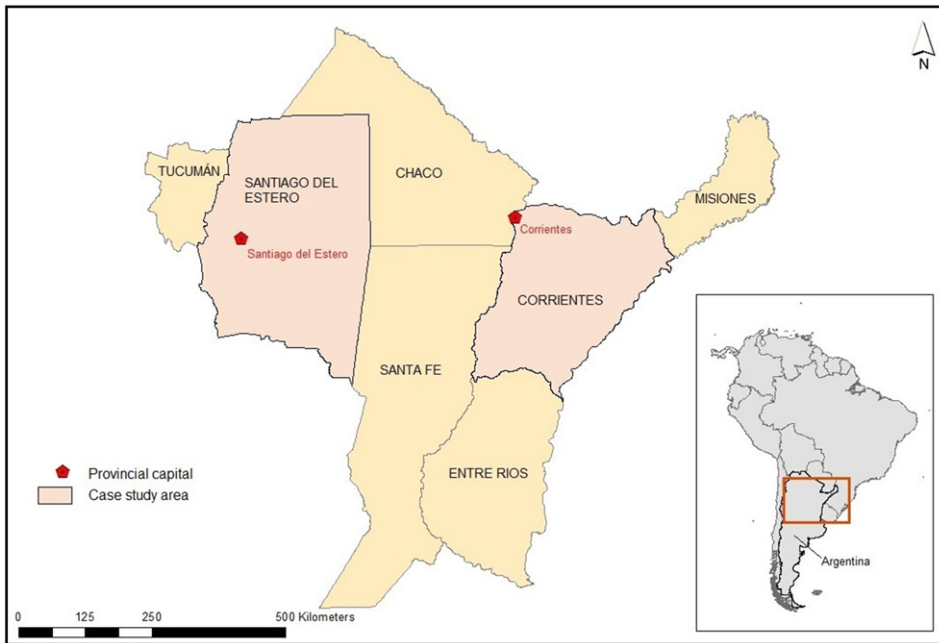 N
TUCUMÁN
SANTIAGO DEL
ESTERO
CHACO
MISIONES
Corrientes
Santiago del Estero
CORRIENTES
SANTA FE
ENTRE RIOS
Provincial capital
Case study area
0 125 250 500 Kilometers
Argentina